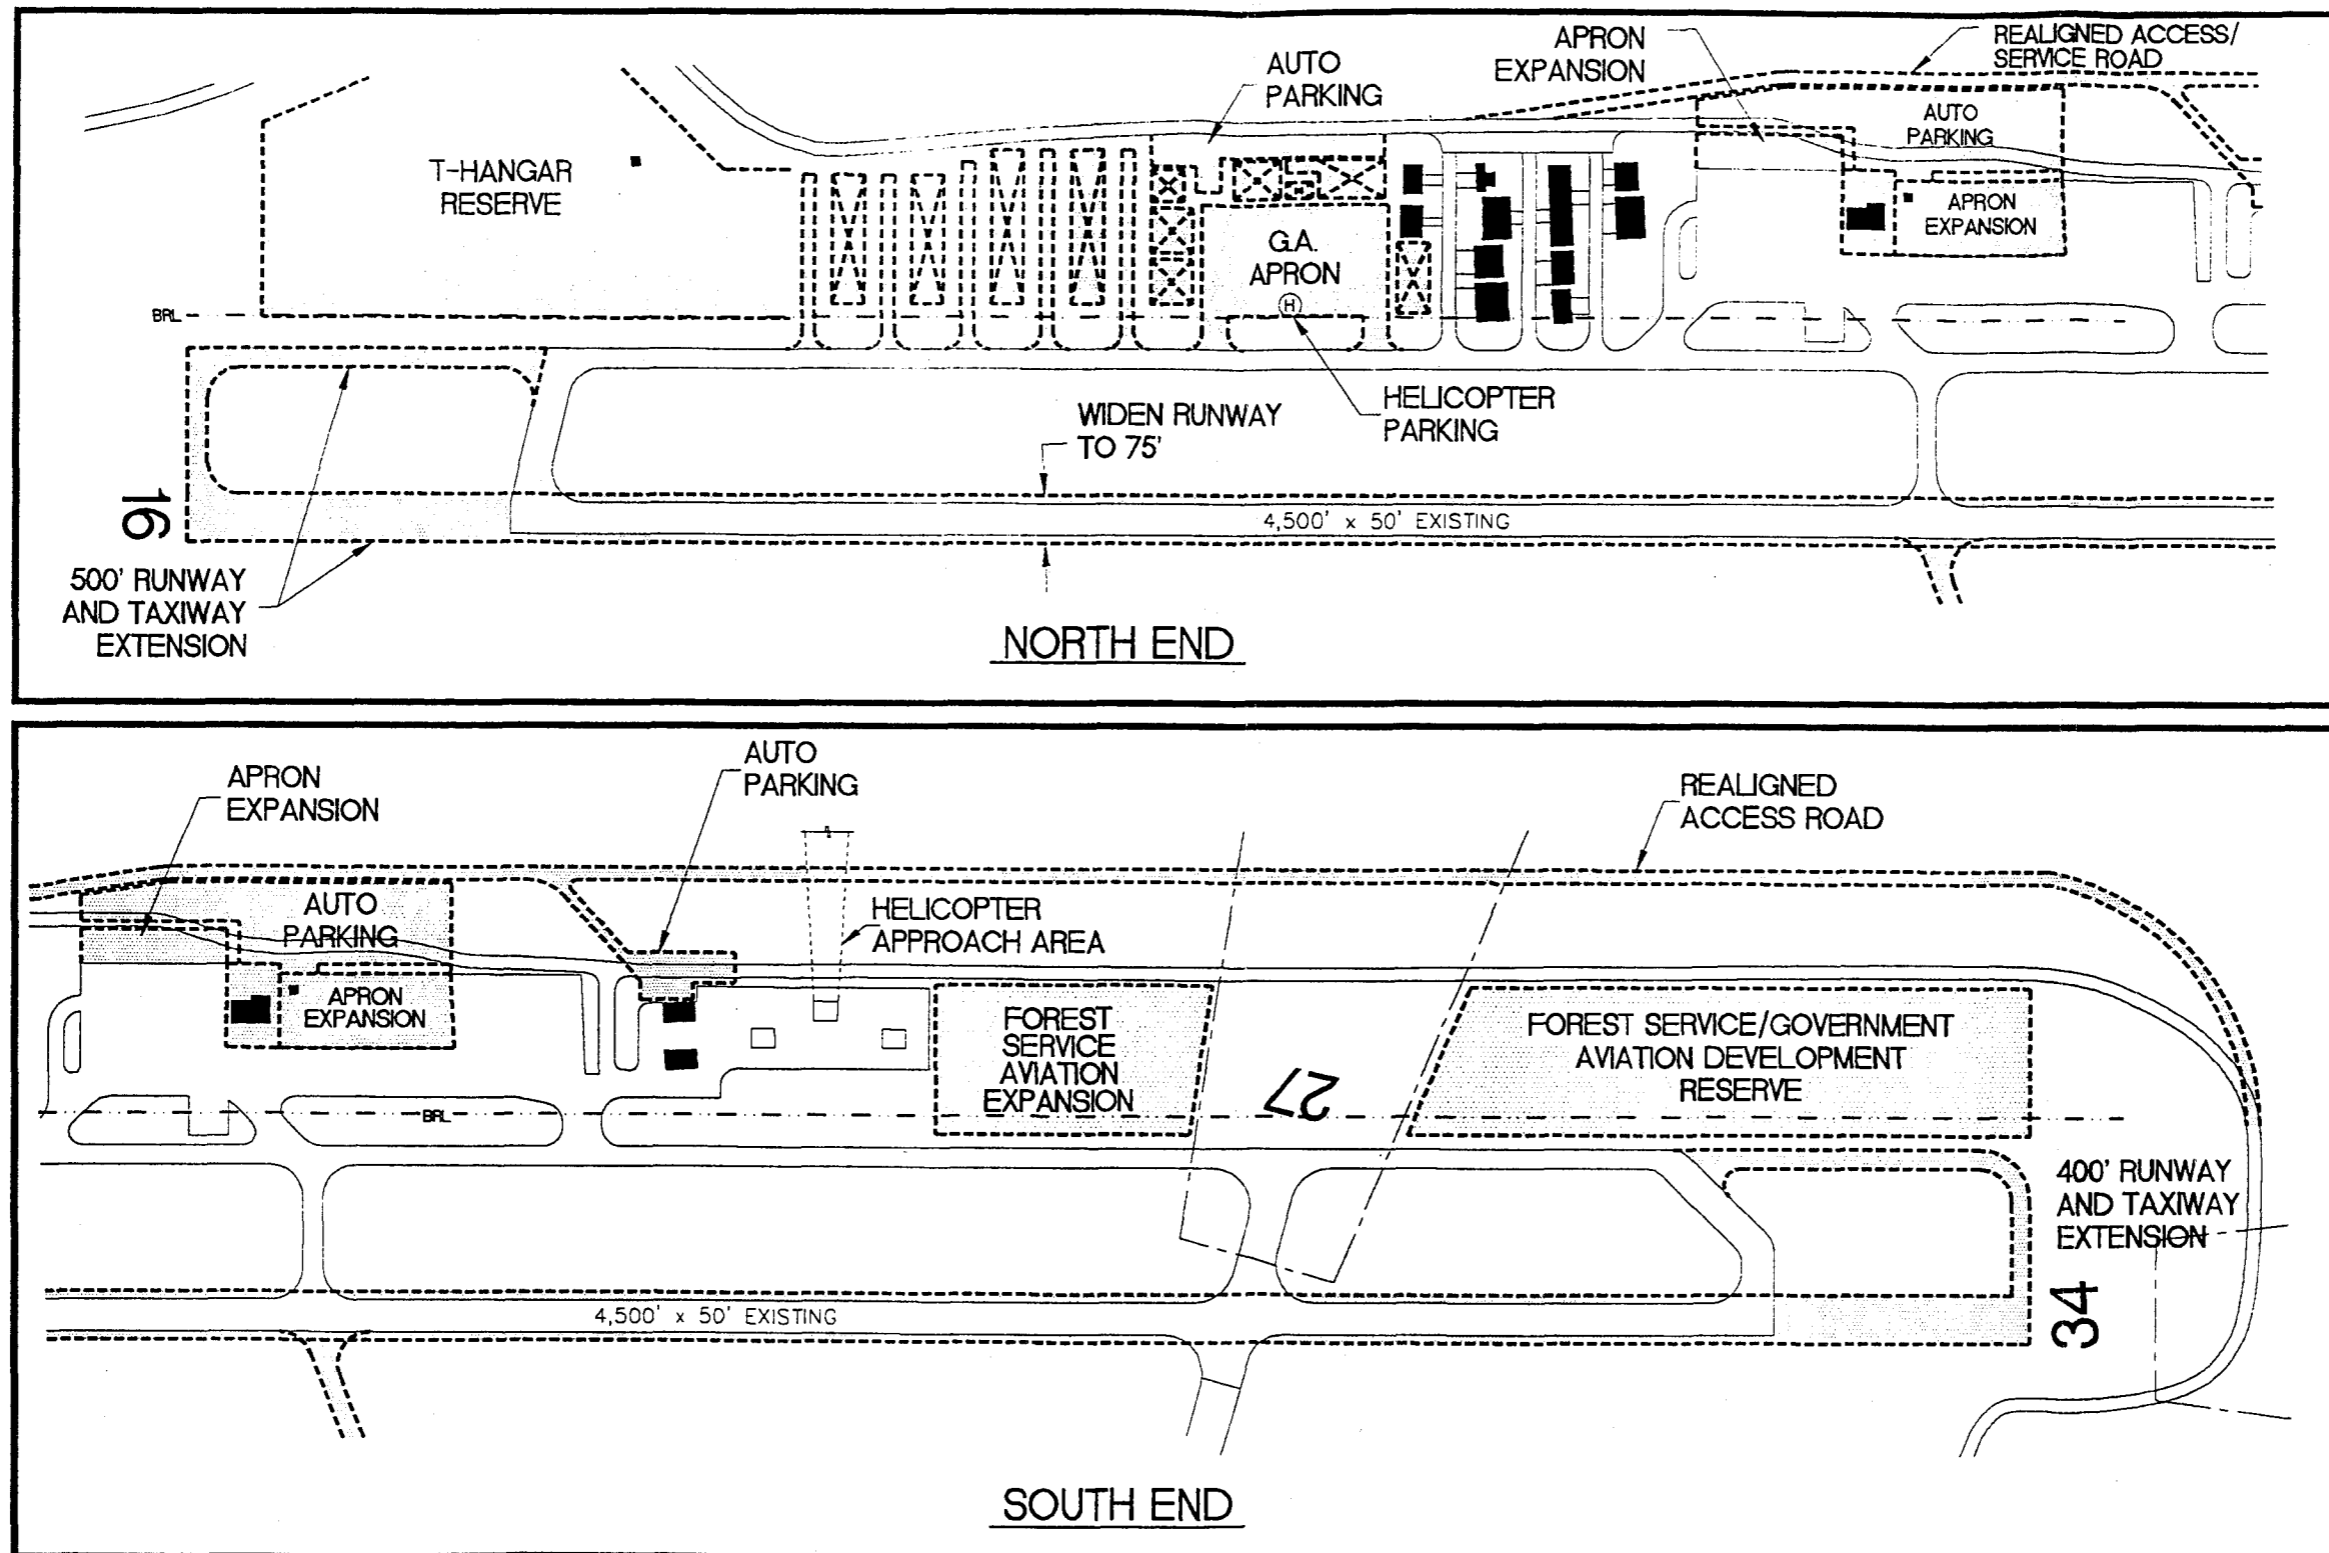 APRON
EXPANSION
REALIGNED ACCESS/
SERVICE ROAD
AUTO
PARKING
AUTO
PARKING
T-HANGAR
RESERVE
APRON
EXPANSION
G.A.
APRON
H
BRL
HELICOPTER
PARKING
WIDEN RUNWAY
TO 75'
16
4,500' x 50' EXISTING
500' RUNWAY
AND TAXIWAY
EXTENSION
NORTH END
APRON
EXPANSION
AUTO
PARKING
REALIGNED
ACCESS ROAD
AUTO
PARKING
HELICOPTER
APPROACH AREA
APRON
EXPANSION
FOREST
SERVICE
AVIATION
EXPANSION
FOREST SERVICE/GOVERNMENT
AVIATION DEVELOPMENT
RESERVE
27
BRL
400' RUNWAY
AND TAXIWAY
EXTENSION
34
4,500' x 50' EXISTING
SOUTH END